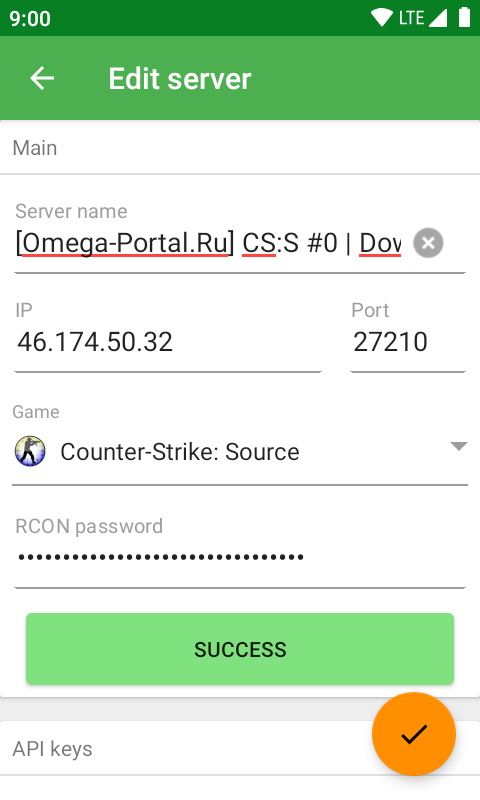 9:00 LTE
Edit server
Main
Server name
[Omega-Portal.Ru] CS:S #0 | Dow
IP Port
46.174.50.32 27210
Game
Counter-Strike: Source
RCON password
••••••••••••••••••••••••••••••••
SUCCESS
API keys